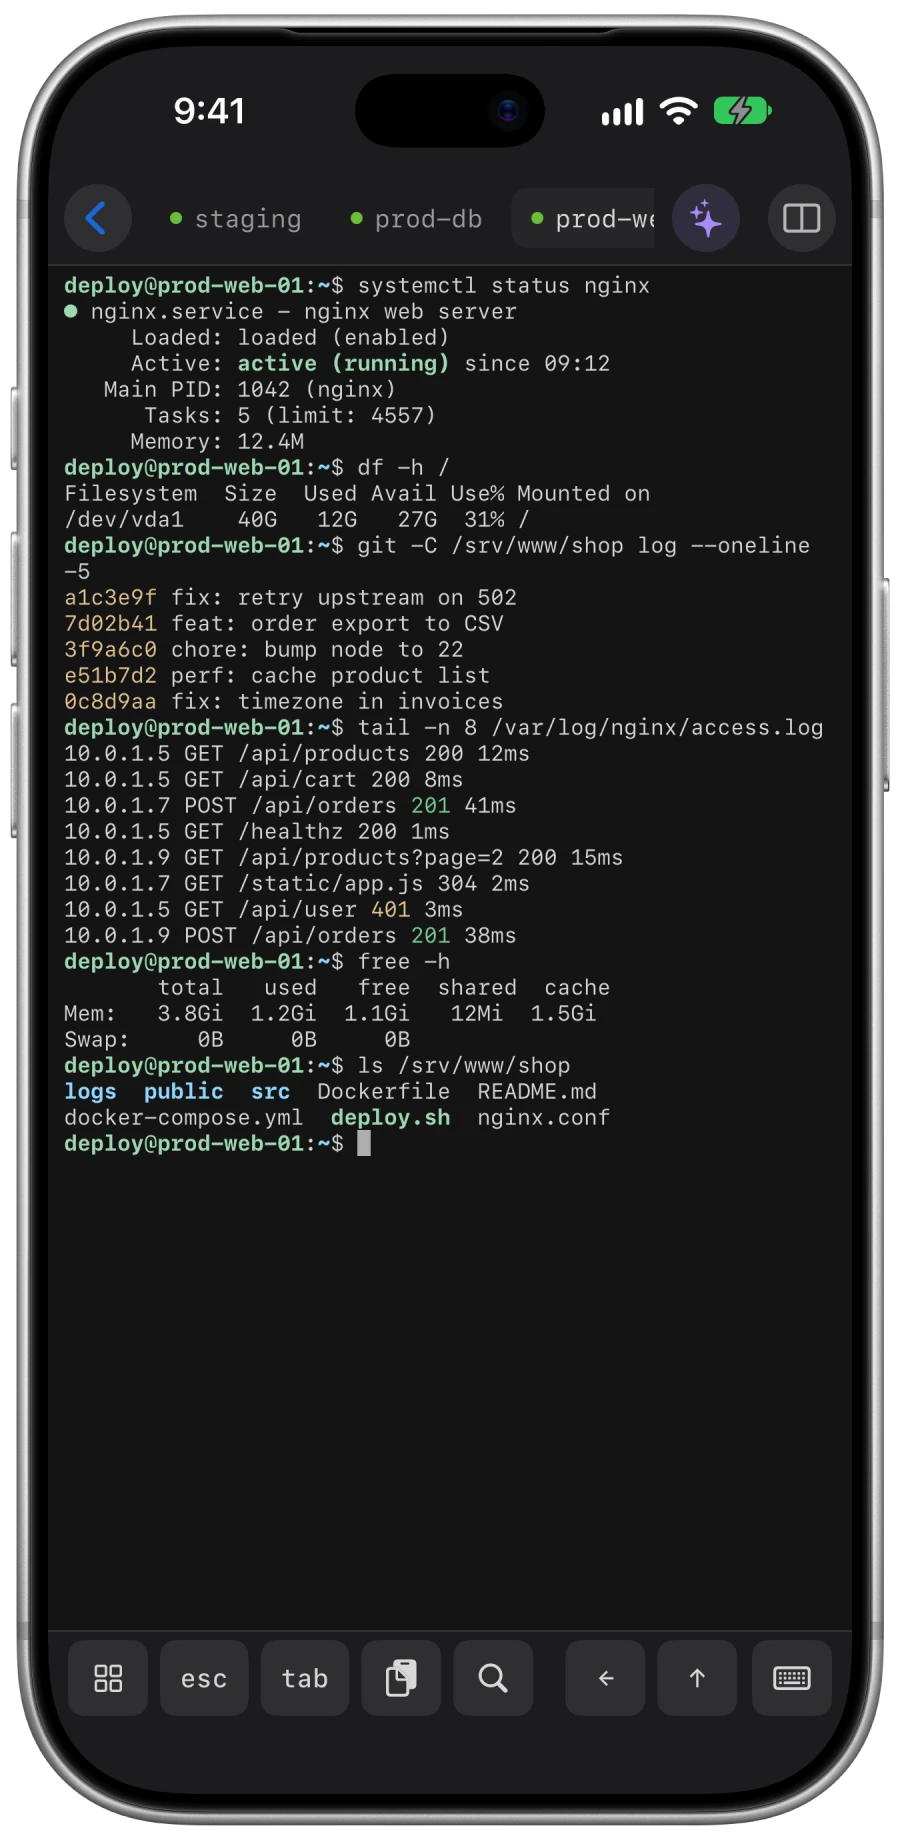 9:41
staging prod-db prod-we
deploy@prod-web-01:~$ systemctl status nginx
● nginx.service – nginx web server
Loaded: loaded (enabled)
Active: active (running) since 09:12
Main PID: 1042 (nginx)
Tasks: 5 (limit: 4557)
Memory: 12.4M
deploy@prod-web-01:~$ df -h /
Filesystem  Size  Used Avail Use% Mounted on
/dev/vda1    40G   12G   27G  31% /
deploy@prod-web-01:~$ git -C /srv/www/shop log --oneline
-5
a1c3e9f fix: retry upstream on 502
7d02b41 feat: order export to CSV
3f9a6c0 chore: bump node to 22
e51b7d2 perf: cache product list
0c8d9aa fix: timezone in invoices
deploy@prod-web-01:~$ tail -n 8 /var/log/nginx/access.log
10.0.1.5 GET /api/products 200 12ms
10.0.1.5 GET /api/cart 200 8ms
10.0.1.7 POST /api/orders 201 41ms
10.0.1.5 GET /healthz 200 1ms
10.0.1.9 GET /api/products?page=2 200 15ms
10.0.1.7 GET /static/app.js 304 2ms
10.0.1.5 GET /api/user 401 3ms
10.0.1.9 POST /api/orders 201 38ms
deploy@prod-web-01:~$ free -h
total   used   free  shared  cache
Mem:   3.8Gi  1.2Gi  1.1Gi   12Mi  1.5Gi
Swap:     0B     0B     0B
deploy@prod-web-01:~$ ls /srv/www/shop
logs  public  src  Dockerfile  README.md
docker-compose.yml  deploy.sh  nginx.conf
deploy@prod-web-01:~$
esc tab